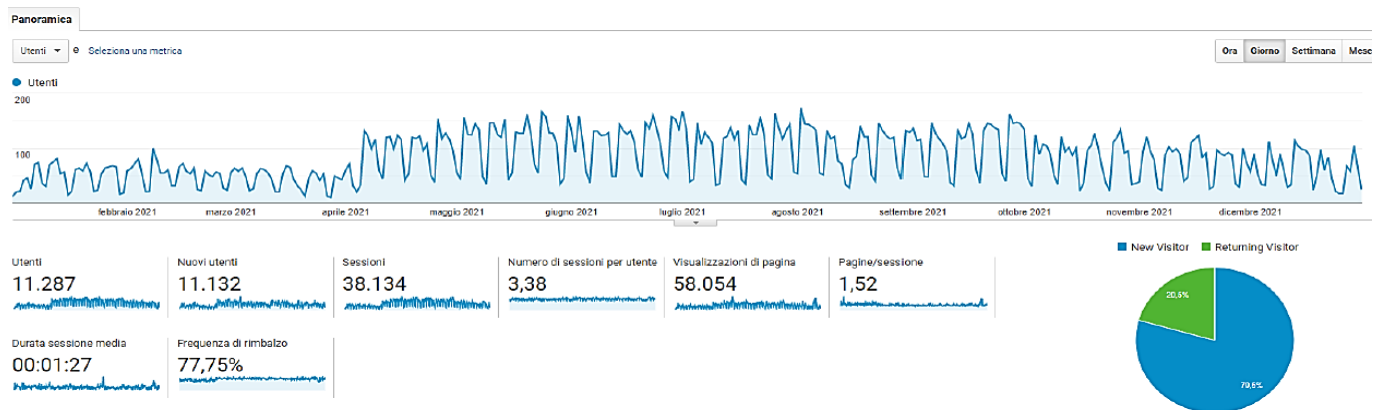 Panoramica
Utenti e Seleziona una metrica
Ora Giorno Settimana Mese
Utenti
200
100
febbraio 2021 marzo 2021 aprile 2021 maggio 2021 giugno 2021 luglio 2021 agosto 2021 settembre 2021 ottobre 2021 novembre 2021 dicembre 2021
New Visitor Returning Visitor
Utenti Nuovi utenti Sessioni Numero di sessioni per utente Visualizzazioni di pagina Pagine/sessione
11.287 11.132 38.134 3,38 58.054 1,52
20,5%
Durata sessione media Frequenza di rimbalzo
00:01:27 77,75%
79,5%